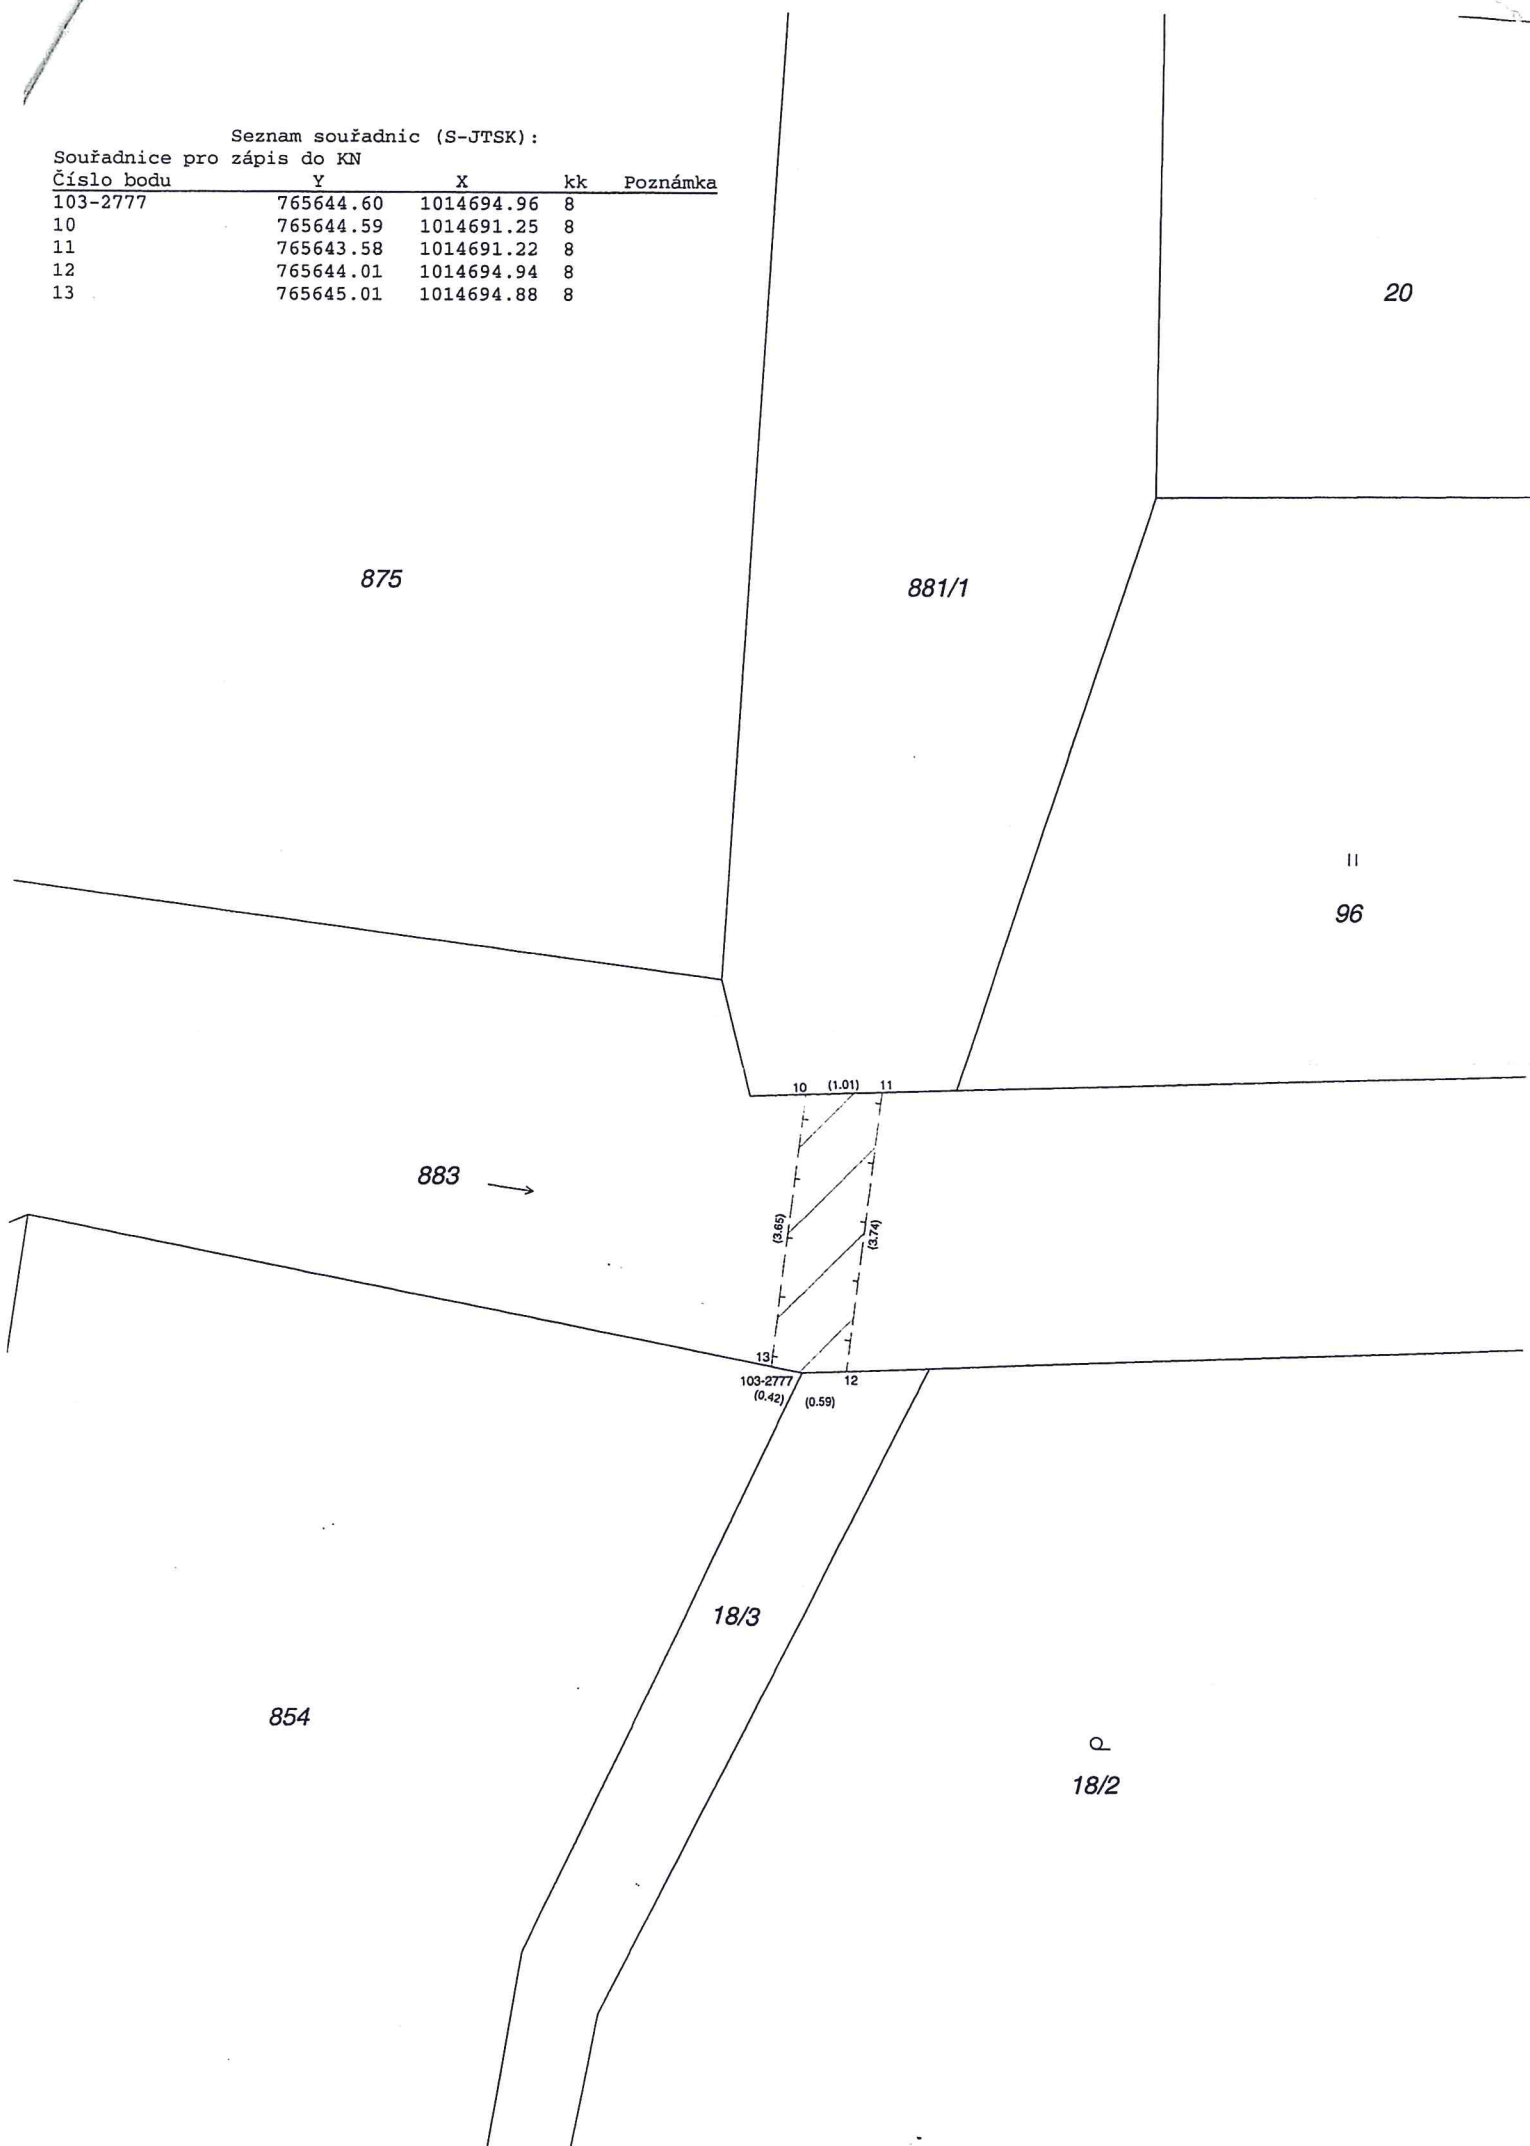 Seznam souřadnic (S-JTSK):
Souřadnice pro zápis do KN
Číslo bodu Y X kk Poznámka
103-2777 765644.60 1014694.96 8
10 765644.59 1014691.25 8
11 765643.58 1014691.22 8
12 765644.01 1014694.94 8
13 765645.01 1014694.88 8
20
875
881/1
96
10 (1.01) 11
883
(3.65)
(3.74)
13
103-2777 12
(0.42) (0.59)
18/3
854
18/2